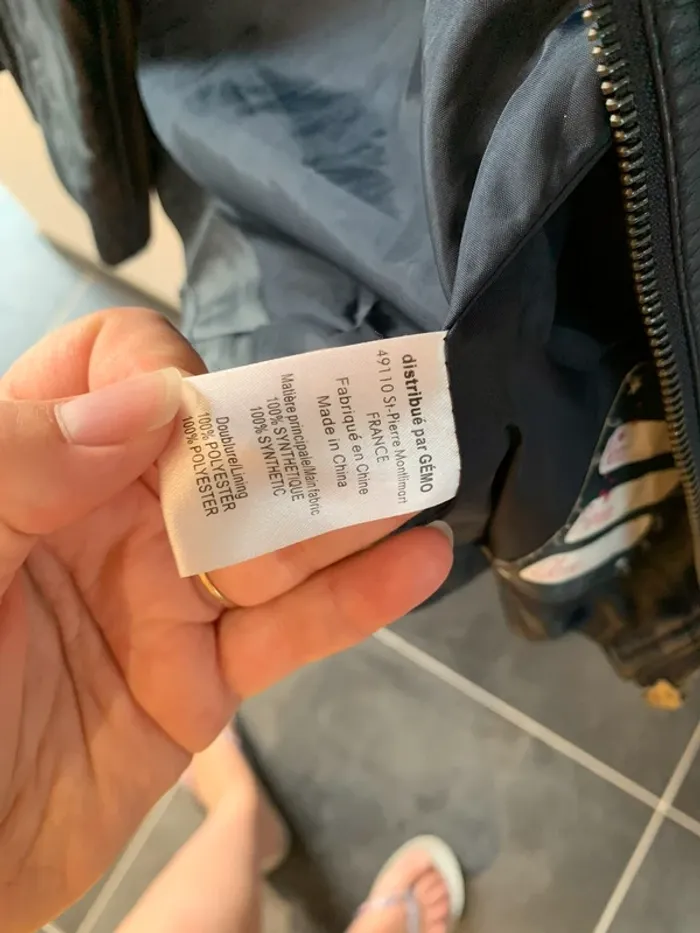 distribué par GÉMO
49110 St-Pierre Montlimart
FRANCE
Fabriqué en Chine
Made in China
Matière principale/Main fabric
100% SYNTHÉTIQUE
100% SYNTHETIC
Doublure/Lining
100% POLYESTER
100% POLYESTER